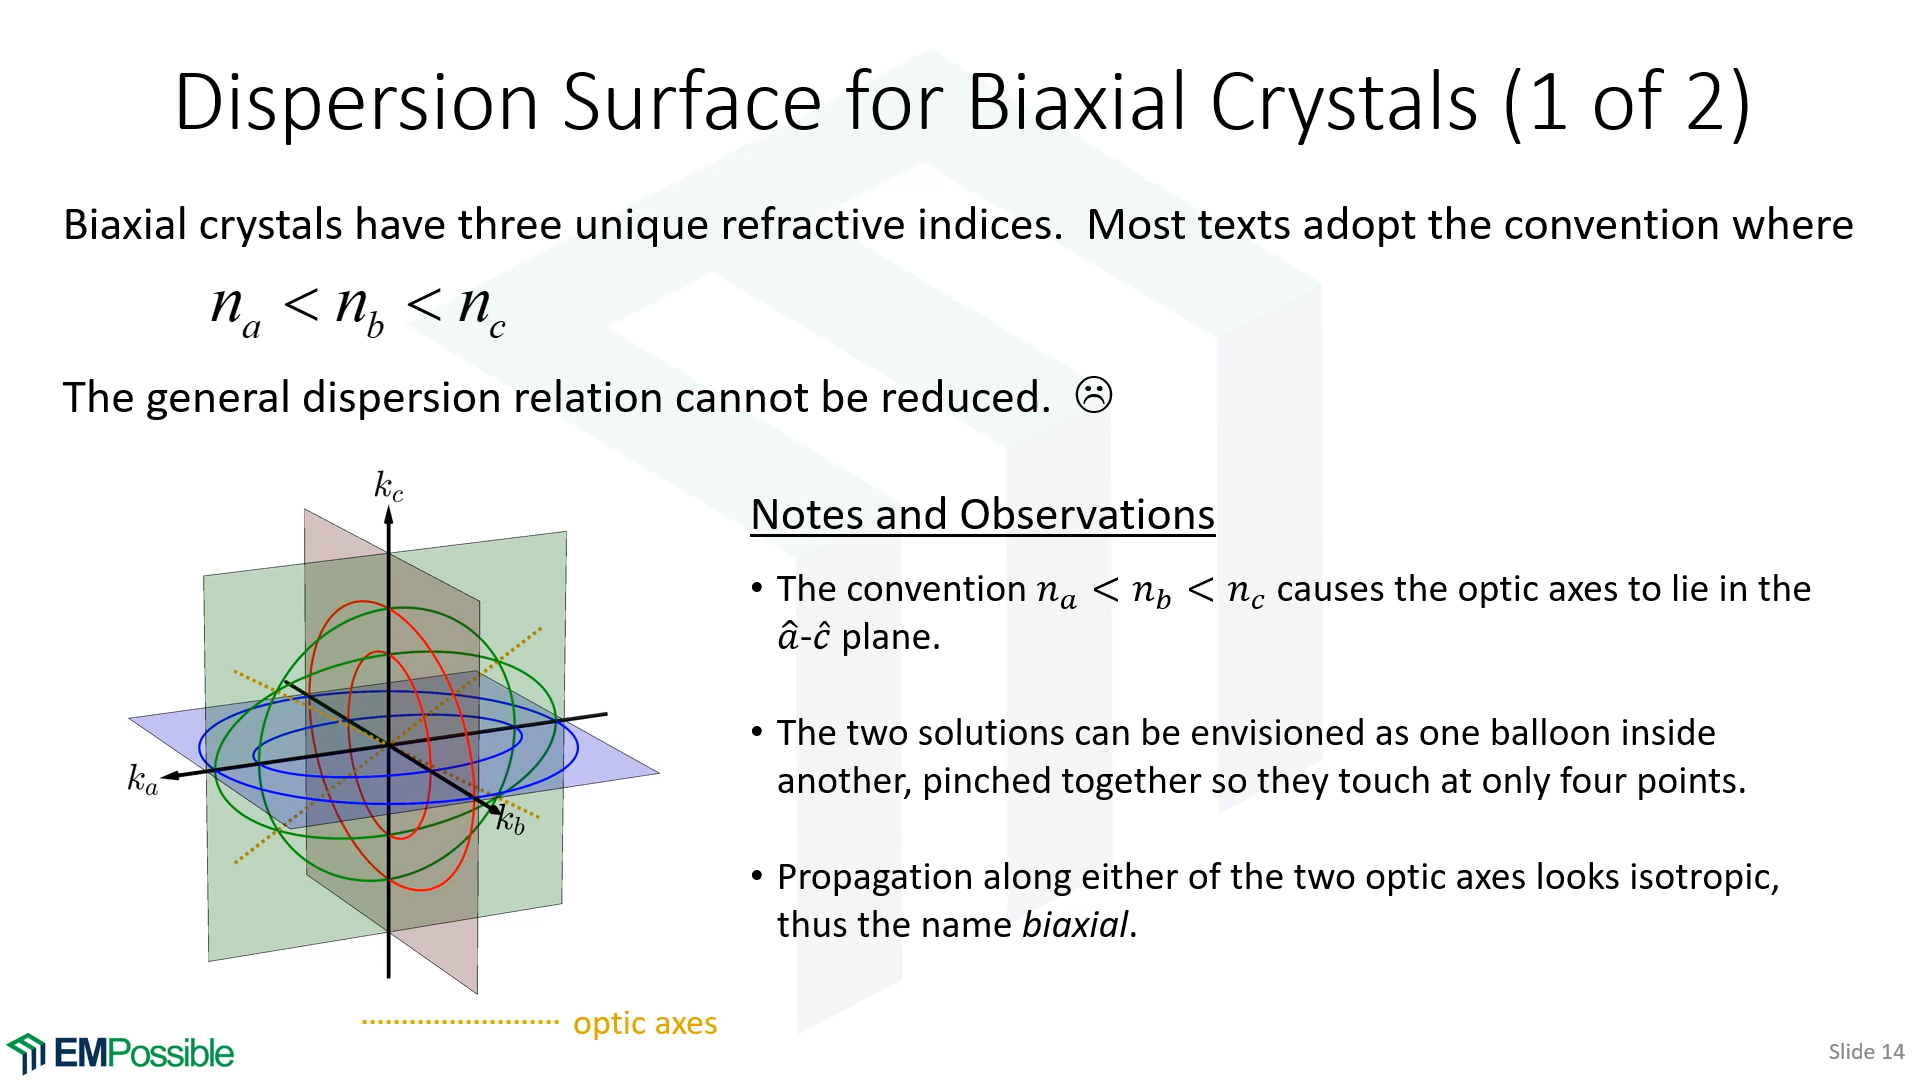 Dispersion Surface for Biaxial Crystals (1 of 2)
Biaxial crystals have three unique refractive indices.  Most texts adopt the convention where
n_a < n_b < n_c
The general dispersion relation cannot be reduced. ☹
k_c
k_a
k_b
optic axes
Notes and Observations
• The convention n_a < n_b < n_c causes the optic axes to lie in the
â-ĉ plane.
• The two solutions can be envisioned as one balloon inside
another, pinched together so they touch at only four points.
• Propagation along either of the two optic axes looks isotropic,
thus the name biaxial.
EMPossible
Slide 14